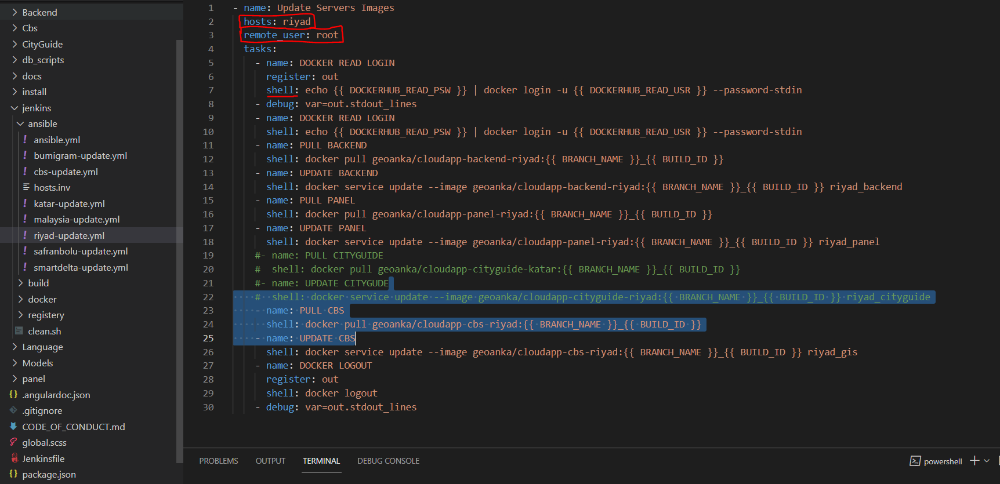 Backend
Cbs
CityGuide
db_scripts
docs
install
jenkins
ansible
ansible.yml
bumigram-update.yml
cbs-update.yml
hosts.inv
katar-update.yml
malaysia-update.yml
riyad-update.yml
safranbolu-update.yml
smartdelta-update.yml
build
docker
registery
clean.sh
Language
Models
panel
{} .angulardoc.json
.gitignore
CODE_OF_CONDUCT.md
global.scss
Jenkinsfile
{} package.json
1 - name: Update Servers Images
2 hosts: riyad
3 remote_user: root
4 tasks:
5 - name: DOCKER READ LOGIN
6 register: out
7 shell: echo {{ DOCKERHUB_READ_PSW }} | docker login -u {{ DOCKERHUB_READ_USR }} --password-stdin
8 - debug: var=out.stdout_lines
9 - name: DOCKER READ LOGIN
10 shell: echo {{ DOCKERHUB_READ_PSW }} | docker login -u {{ DOCKERHUB_READ_USR }} --password-stdin
11 - name: PULL BACKEND
12 shell: docker pull geoanka/cloudapp-backend-riyad:{{ BRANCH_NAME }}_{{ BUILD_ID }}
13 - name: UPDATE BACKEND
14 shell: docker service update --image geoanka/cloudapp-backend-riyad:{{ BRANCH_NAME }}_{{ BUILD_ID }} riyad_backend
15 - name: PULL PANEL
16 shell: docker pull geoanka/cloudapp-panel-riyad:{{ BRANCH_NAME }}_{{ BUILD_ID }}
17 - name: UPDATE PANEL
18 shell: docker service update --image geoanka/cloudapp-panel-riyad:{{ BRANCH_NAME }}_{{ BUILD_ID }} riyad_panel
19 #- name: PULL CITYGUIDE
20 # shell: docker pull geoanka/cloudapp-cityguide-katar:{{ BRANCH_NAME }}_{{ BUILD_ID }}
21 #- name: UPDATE CITYGUDE
22 # shell: docker service update --image geoanka/cloudapp-cityguide-riyad:{{ BRANCH_NAME }}_{{ BUILD_ID }} riyad_cityguide
23 - name: PULL CBS
24 shell: docker pull geoanka/cloudapp-cbs-riyad:{{ BRANCH_NAME }}_{{ BUILD_ID }}
25 - name: UPDATE CBS
26 shell: docker service update --image geoanka/cloudapp-cbs-riyad:{{ BRANCH_NAME }}_{{ BUILD_ID }} riyad_gis
27 - name: DOCKER LOGOUT
28 register: out
29 shell: docker logout
30 - debug: var=out.stdout_lines
PROBLEMS OUTPUT TERMINAL DEBUG CONSOLE
powershell